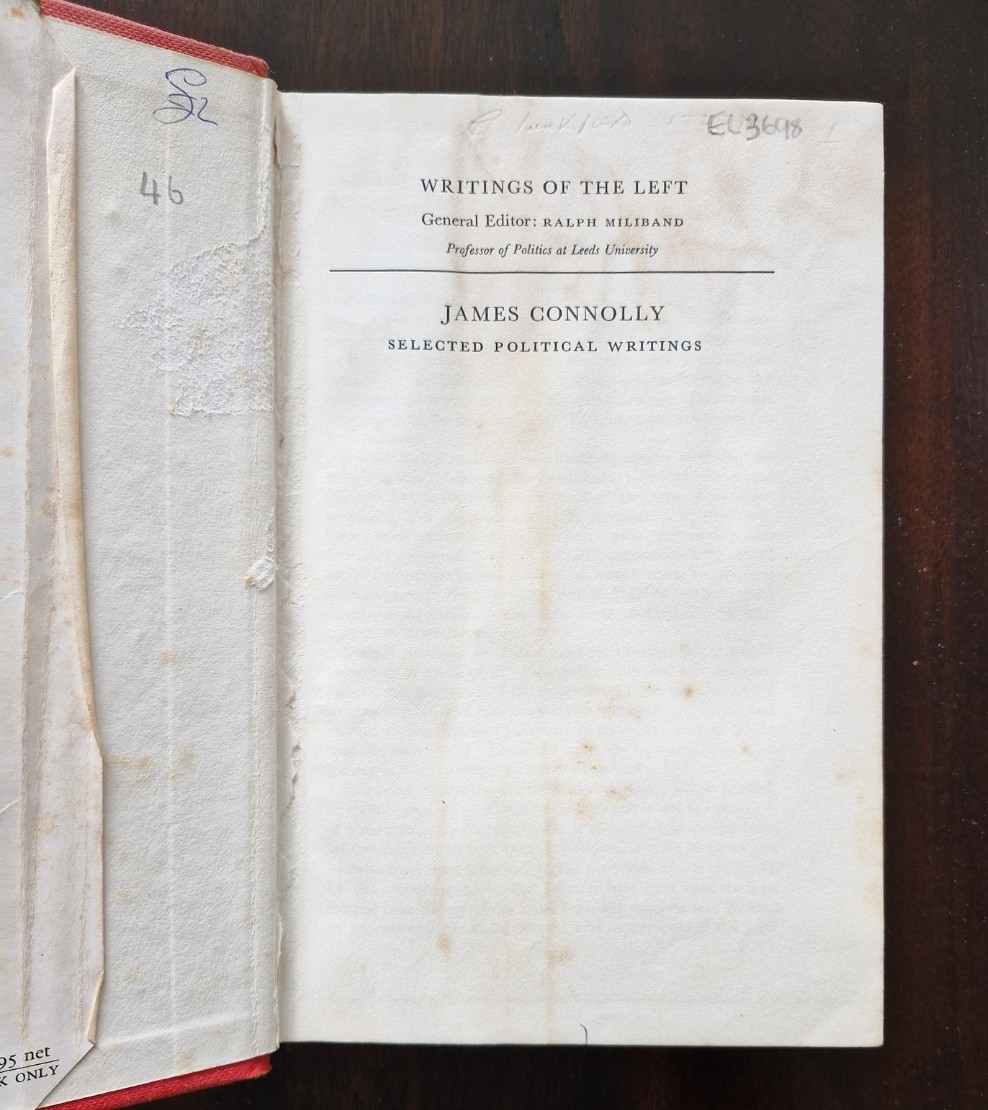 46
95 net
K ONLY
EL3698
WRITINGS OF THE LEFT
General Editor: RALPH MILIBAND
Professor of Politics at Leeds University
JAMES CONNOLLY
SELECTED POLITICAL WRITINGS